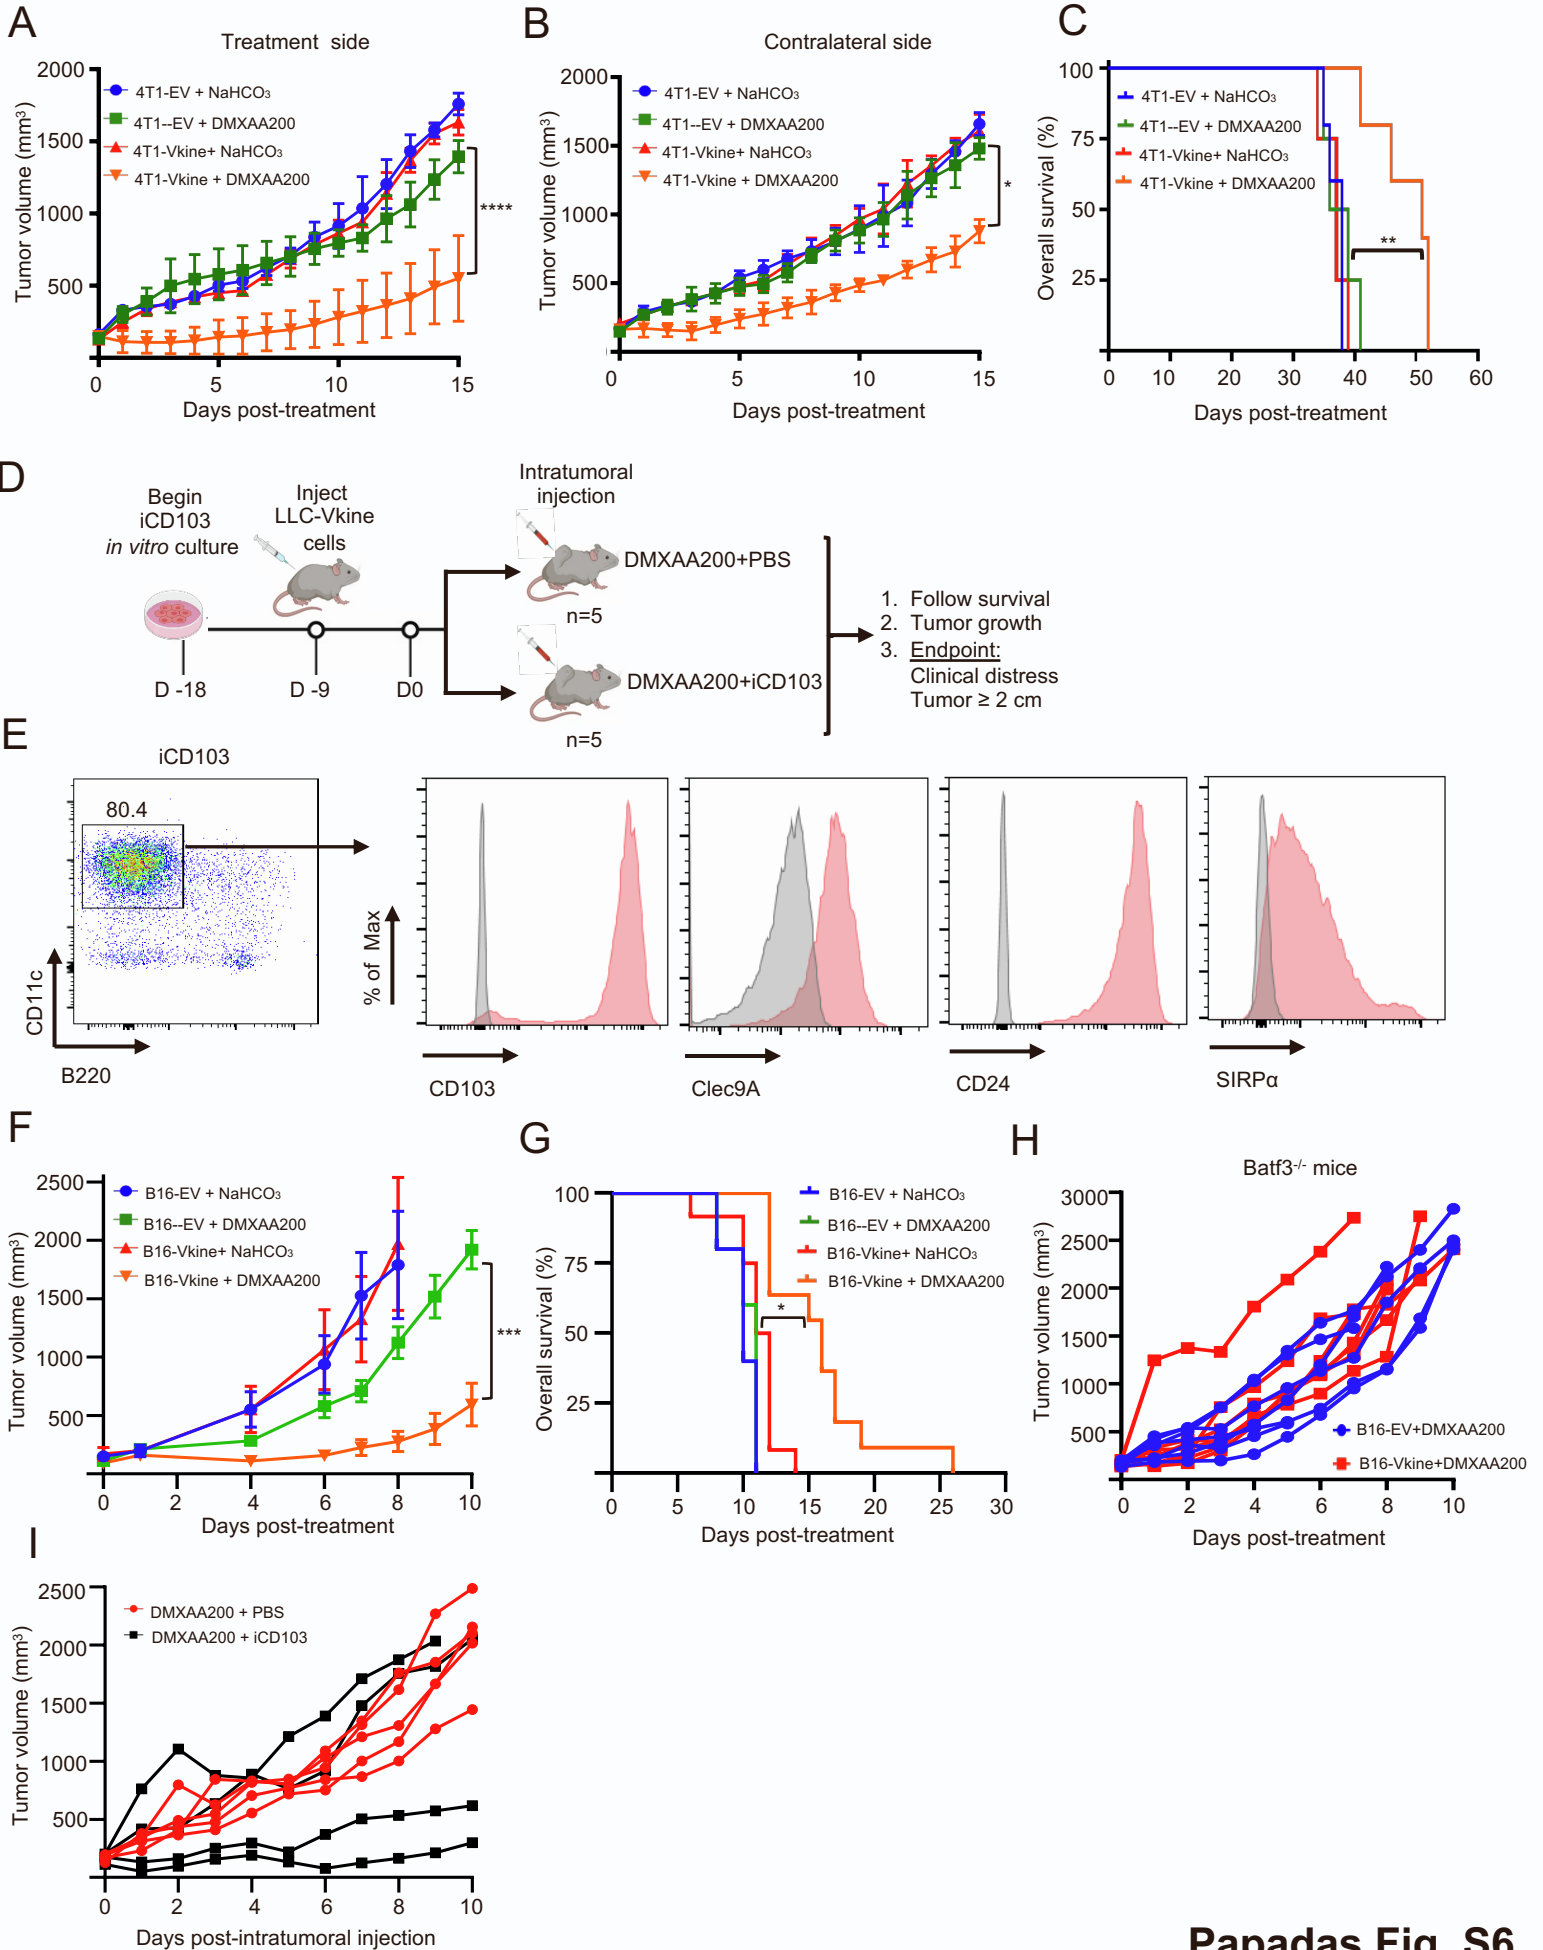 A
Treatment side
Tumor volume (mm³)
2000
1500
1000
500
4T1-EV + NaHCO₃
4T1--EV + DMXAA200
4T1-Vkine+ NaHCO₃
4T1-Vkine + DMXAA200
****
0 5 10 15
Days post-treatment
B
Contralateral side
Tumor volume (mm³)
2000
1500
1000
500
4T1-EV + NaHCO₃
4T1--EV + DMXAA200
4T1-Vkine+ NaHCO₃
4T1-Vkine + DMXAA200
*
0 5 10 15
Days post-treatment
C
Overall survival (%)
100
75
50
25
4T1-EV + NaHCO₃
4T1--EV + DMXAA200
4T1-Vkine+ NaHCO₃
4T1-Vkine + DMXAA200
**
0 10 20 30 40 50 60
Days post-treatment
D
Begin
iCD103
in vitro culture
Inject
LLC-Vkine
cells
Intratumoral
injection
D -18
D -9
D0
DMXAA200+PBS
n=5
DMXAA200+iCD103
n=5
1. Follow survival
2. Tumor growth
3. Endpoint:
Clinical distress
Tumor ≥ 2 cm
E
iCD103
80.4
CD11c
B220
% of Max
CD103
Clec9A
CD24
SIRPα
F
Tumor volume (mm³)
2500
2000
1500
1000
500
B16-EV + NaHCO₃
B16--EV + DMXAA200
B16-Vkine+ NaHCO₃
B16-Vkine + DMXAA200
***
0 2 4 6 8 10
Days post-treatment
G
Overall survival (%)
100
75
50
25
B16-EV + NaHCO₃
B16--EV + DMXAA200
B16-Vkine+ NaHCO₃
B16-Vkine + DMXAA200
*
0 5 10 15 20 25 30
Days post-treatment
H
Batf3⁻/⁻ mice
Tumor volume (mm³)
3000
2500
2000
1500
1000
500
B16-EV+DMXAA200
B16-Vkine+DMXAA200
0 2 4 6 8 10
Days post-treatment
I
Tumor volume (mm³)
2500
2000
1500
1000
500
DMXAA200 + PBS
DMXAA200 + iCD103
0 2 4 6 8 10
Days post-intratumoral injection
Papadas Fig. S6